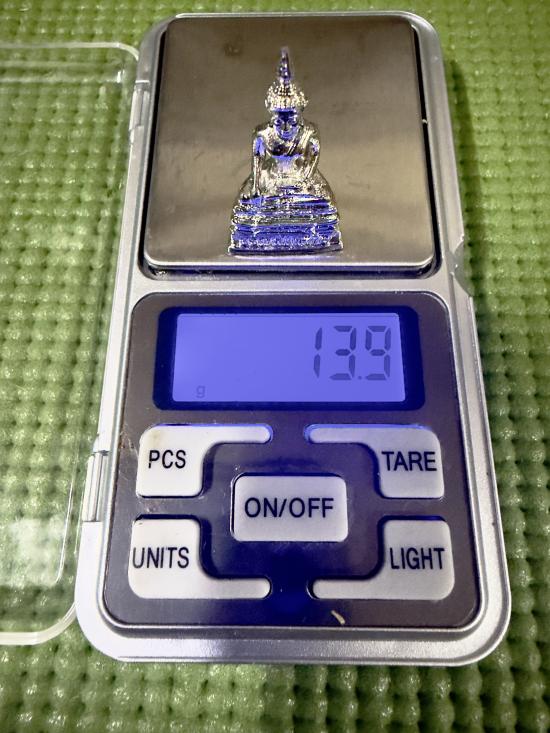 13.9
g
PCS
TARE
ON/OFF
UNITS
LIGHT